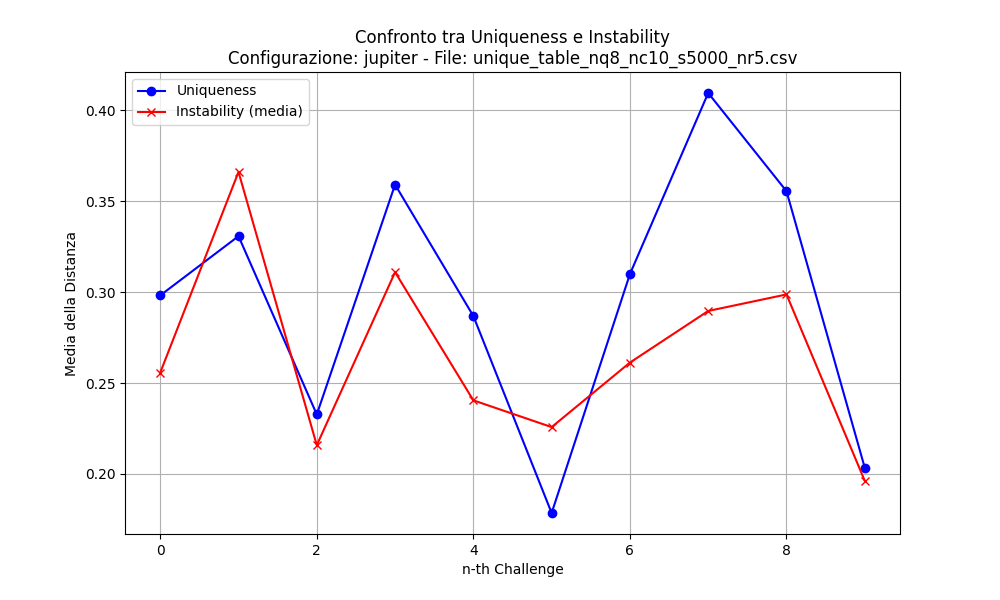 Confronto tra Uniqueness e Instability
Configurazione: jupiter - File: unique_table_nq8_nc10_s5000_nr5.csv
Uniqueness
Instability (media)
Media della Distanza
0.40
0.35
0.30
0.25
0.20
0 2 4 6 8
n-th Challenge